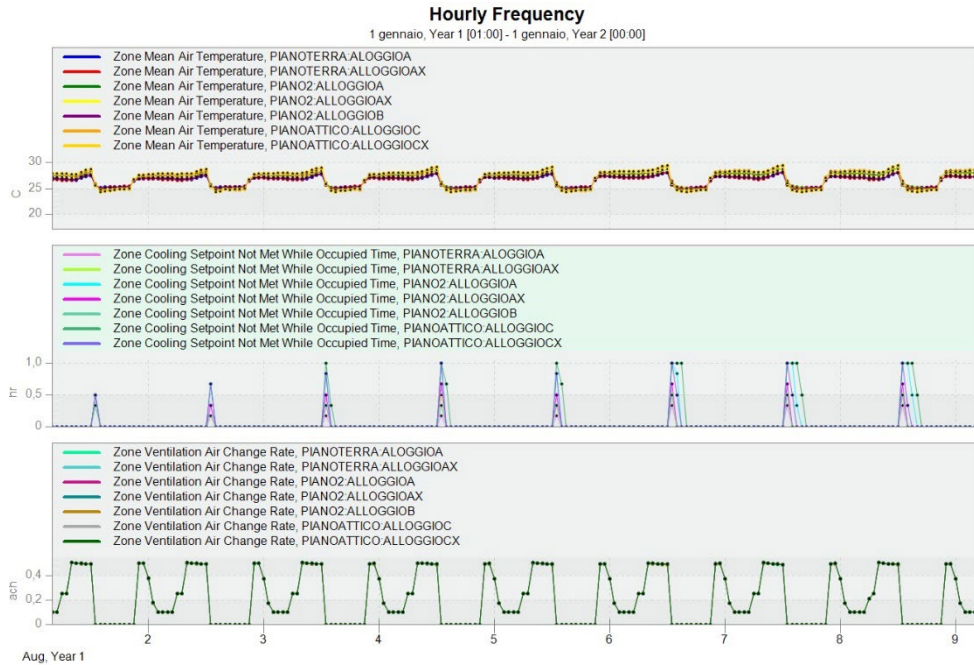 Hourly Frequency
1 gennaio, Year 1 [01:00] - 1 gennaio, Year 2 [00:00]
Zone Mean Air Temperature, PIANOTERRA:ALOGGIOA
Zone Mean Air Temperature, PIANOTERRA:ALLOGGIOAX
Zone Mean Air Temperature, PIANO2:ALLOGGIOA
Zone Mean Air Temperature, PIANO2:ALLOGGIOAX
Zone Mean Air Temperature, PIANO2:ALLOGGIOB
Zone Mean Air Temperature, PIANOATTICO:ALLOGGIOC
Zone Mean Air Temperature, PIANOATTICO:ALLOGGIOCX
30
25
20
C
Zone Cooling Setpoint Not Met While Occupied Time, PIANOTERRA:ALOGGIOA
Zone Cooling Setpoint Not Met While Occupied Time, PIANOTERRA:ALLOGGIOAX
Zone Cooling Setpoint Not Met While Occupied Time, PIANO2:ALLOGGIOA
Zone Cooling Setpoint Not Met While Occupied Time, PIANO2:ALLOGGIOAX
Zone Cooling Setpoint Not Met While Occupied Time, PIANO2:ALLOGGIOB
Zone Cooling Setpoint Not Met While Occupied Time, PIANOATTICO:ALLOGGIOC
Zone Cooling Setpoint Not Met While Occupied Time, PIANOATTICO:ALLOGGIOCX
1,0
0,5
0
hr
Zone Ventilation Air Change Rate, PIANOTERRA:ALOGGIOA
Zone Ventilation Air Change Rate, PIANOTERRA:ALLOGGIOAX
Zone Ventilation Air Change Rate, PIANO2:ALLOGGIOA
Zone Ventilation Air Change Rate, PIANO2:ALLOGGIOAX
Zone Ventilation Air Change Rate, PIANO2:ALLOGGIOB
Zone Ventilation Air Change Rate, PIANOATTICO:ALLOGGIOC
Zone Ventilation Air Change Rate, PIANOATTICO:ALLOGGIOCX
0,4
0,2
0
ach
2 3 4 5 6 7 8 9
Aug, Year 1